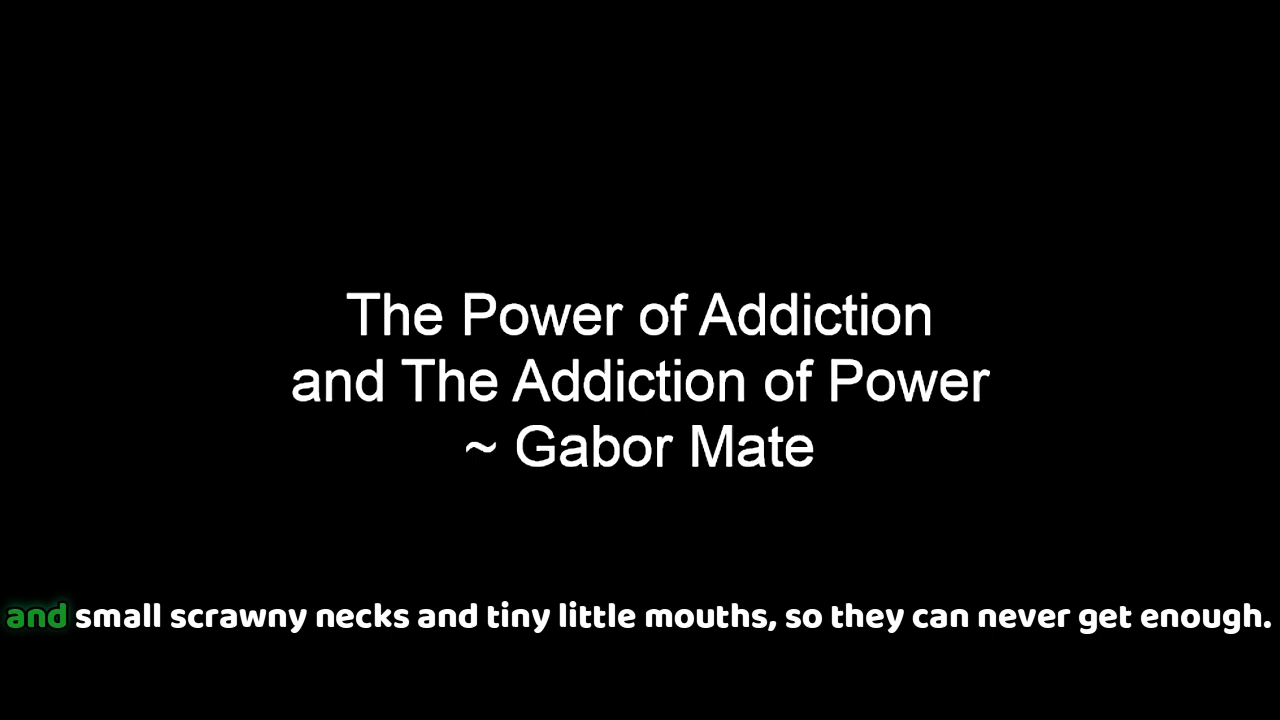 The Power of Addiction
and The Addiction of Power
~ Gabor Mate
and small scrawny necks and tiny little mouths, so they can never get enough.